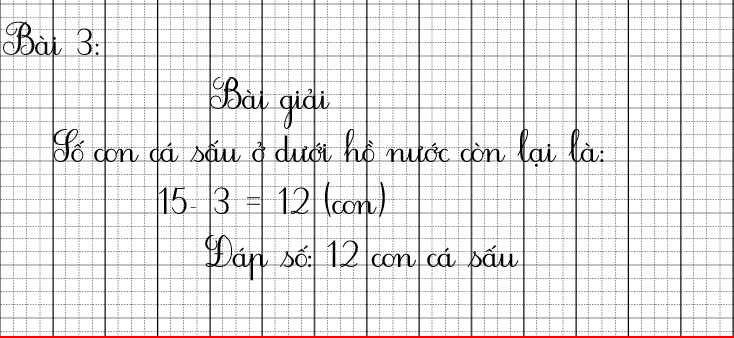 Bài 3:
Bài giải
Số con cá sấu ở dưới hồ nước còn lại là:
15- 3 = 12 (con)
Đáp số: 12 con cá sấu